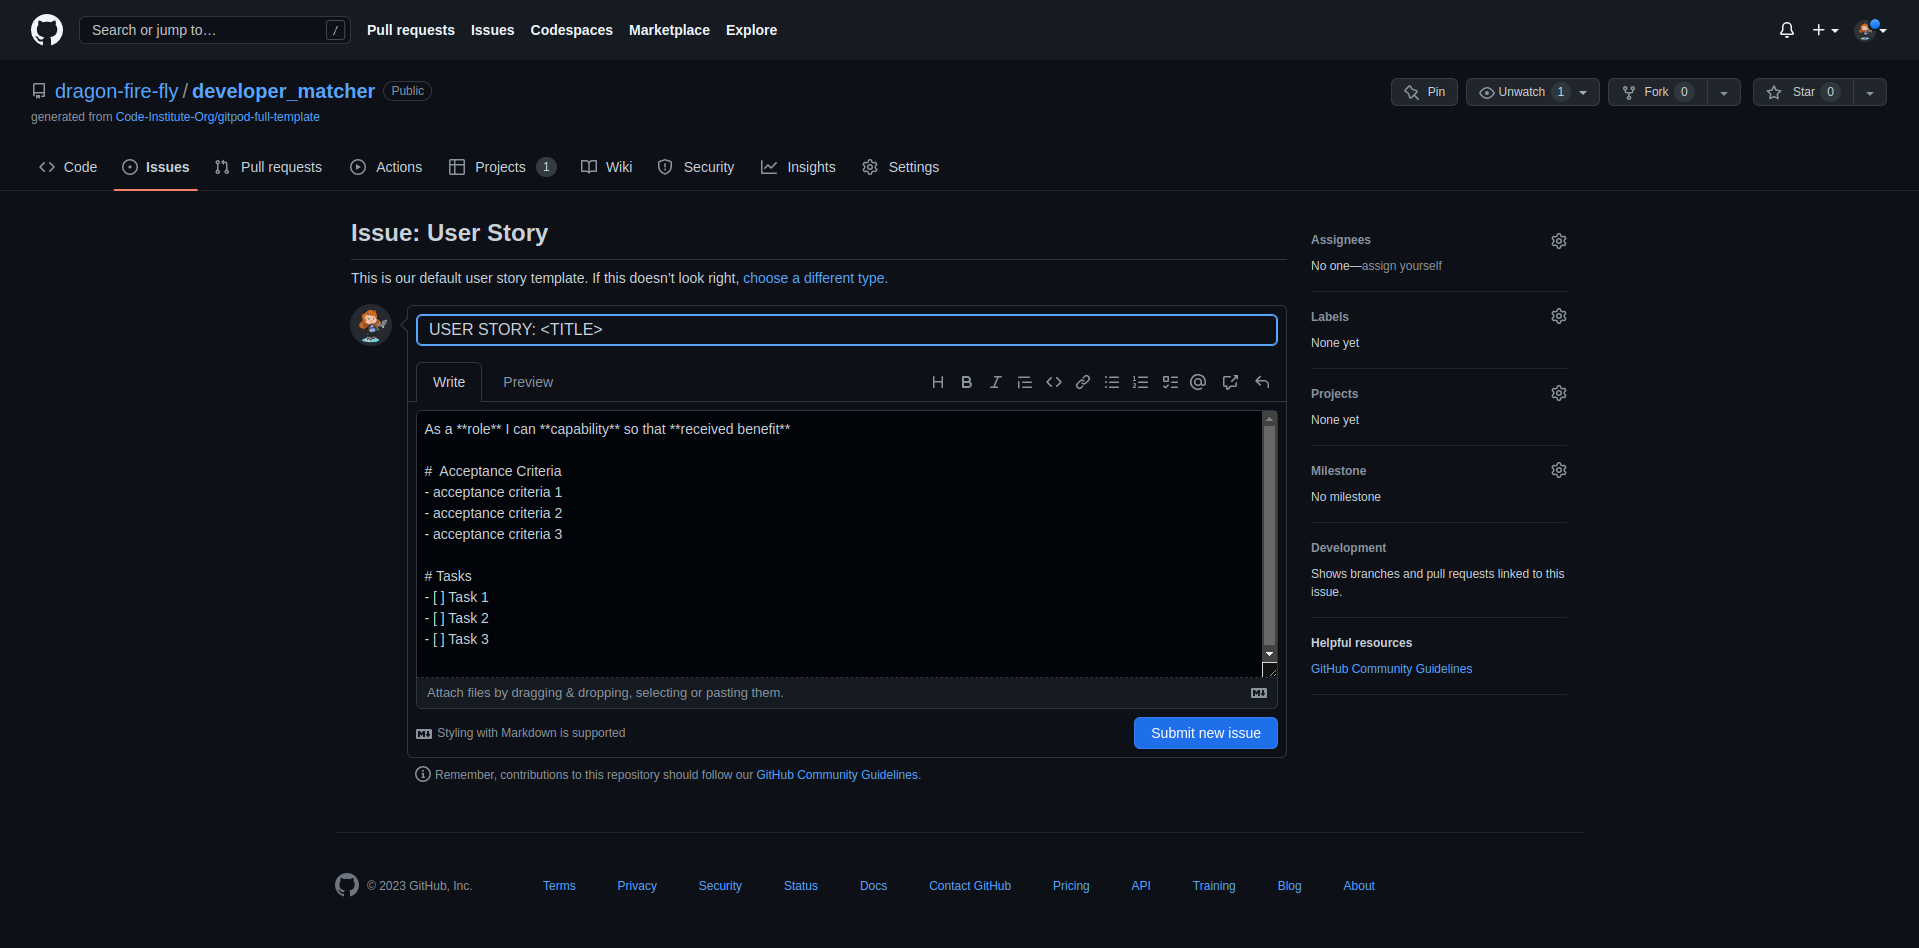 Search or jump to… /
Pull requests Issues Codespaces Marketplace Explore
dragon-fire-fly / developer_matcher Public
Pin Unwatch 1 Fork 0 Star 0
generated from Code-Institute-Org/gitpod-full-template
Code Issues Pull requests Actions Projects 1 Wiki Security Insights Settings
Issue: User Story
This is our default user story template. If this doesn’t look right, choose a different type.
USER STORY: <TITLE>
Write Preview
As a **role** I can **capability** so that **received benefit**
#  Acceptance Criteria
- acceptance criteria 1
- acceptance criteria 2
- acceptance criteria 3
# Tasks
- [ ] Task 1
- [ ] Task 2
- [ ] Task 3
Attach files by dragging & dropping, selecting or pasting them.
Styling with Markdown is supported
Submit new issue
Remember, contributions to this repository should follow our GitHub Community Guidelines.
Assignees
No one—assign yourself
Labels
None yet
Projects
None yet
Milestone
No milestone
Development
Shows branches and pull requests linked to this
issue.
Helpful resources
GitHub Community Guidelines
© 2023 GitHub, Inc. Terms Privacy Security Status Docs Contact GitHub Pricing API Training Blog About